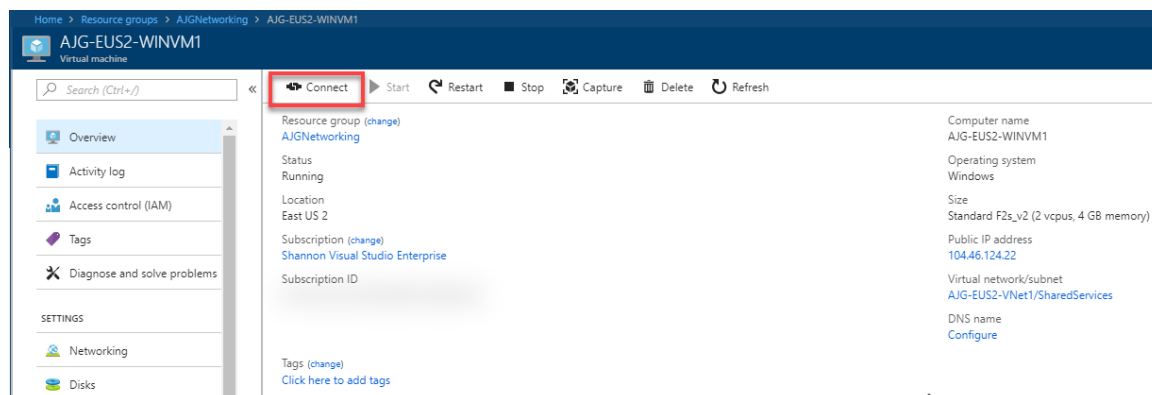 Home > Resource groups > AJGNetworking > AJG-EUS2-WINVM1
AJG-EUS2-WINVM1
Virtual machine
Search (Ctrl+/)
«
Overview
Activity log
Access control (IAM)
Tags
Diagnose and solve problems
SETTINGS
Networking
Disks
Connect Start Restart Stop Capture Delete Refresh
Resource group (change)
AJGNetworking
Status
Running
Location
East US 2
Subscription (change)
Shannon Visual Studio Enterprise
Subscription ID
Tags (change)
Click here to add tags
Computer name
AJG-EUS2-WINVM1
Operating system
Windows
Size
Standard F2s_v2 (2 vcpus, 4 GB memory)
Public IP address
104.46.124.22
Virtual network/subnet
AJG-EUS2-VNet1/SharedServices
DNS name
Configure